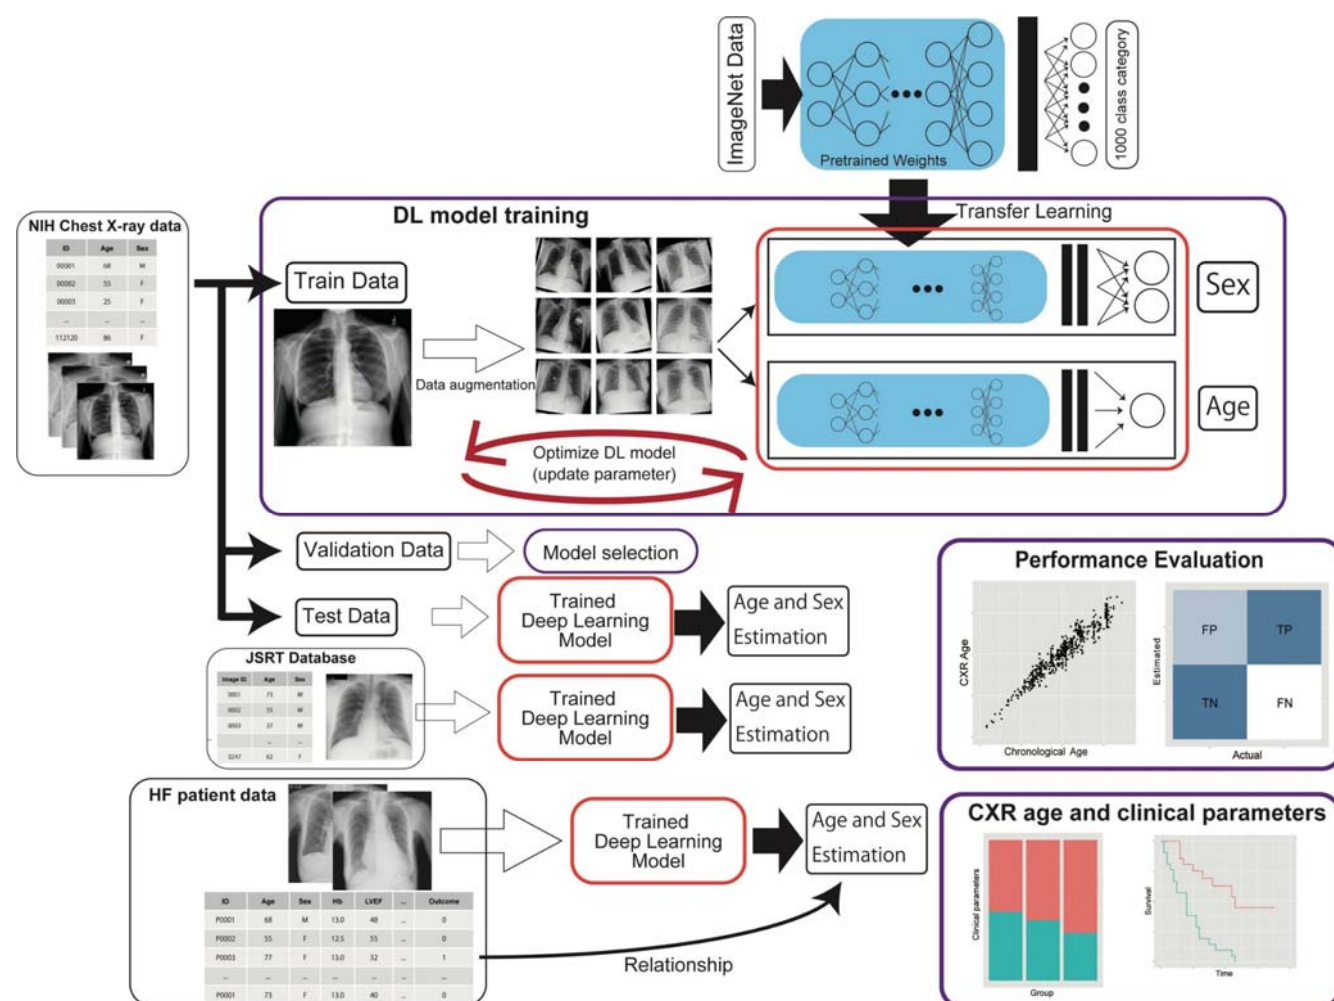 ImageNet Data
Pretrained Weights
1000 class category
DL model training
Transfer Learning
NIH Chest X-ray data
ID Age Sex
00001 68 M
00002 55 F
00003 25 F
... ... ...
112120 86 F
Train Data
Data augmentation
Sex
Age
Optimize DL model
(update parameter)
Validation Data
Model selection
Test Data
Trained
Deep Learning
Model
Age and Sex
Estimation
JSRT Database
Image ID Age Sex
0001 73 M
0002 55 M
0003 37 M
... ...
0247 62 F
Trained
Deep Learning
Model
Age and Sex
Estimation
HF patient data
Trained
Deep Learning
Model
Age and Sex
Estimation
ID Age Sex Hb LVEF ... Outcome
P0001 68 M 13.0 48 ... 0
P0002 55 F 12.5 55 ... 0
P0003 77 F 13.0 32 ... 1
... ... ... ... ... ...
P0001 73 F 13.0 40 ... 0
Relationship
Performance Evaluation
CXR Age
Chronological Age
Estimated
FP TP
TN FN
Actual
CXR age and clinical parameters
Clinical parameters
Group
Survival
Time